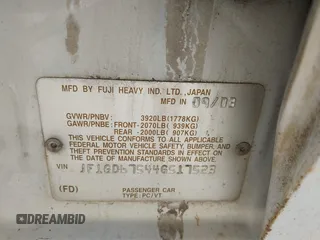 MFD BY FUJI HEAVY IND. LTD., JAPAN
MFD IN 09/03
GVWR/PNBV : 3920LB(1778KG)
GAWR/PNBE: FRONT-2070LB( 939KG)
REAR -2000LB( 907KG)
THIS VEHICLE CONFORMS TO ALL APPLICABLE
FEDERAL MOTOR VEHICLE SAFETY, BUMPER, AND
THEFT PREVENTION STANDARDS IN EFFECT ON
THE DATE OF MANUFACTURE SHOWN ABOVE.
VIN : JF1GD67544G517523
(FD)
PASSENGER CAR
TYPE: PC/VT
DREAMBID